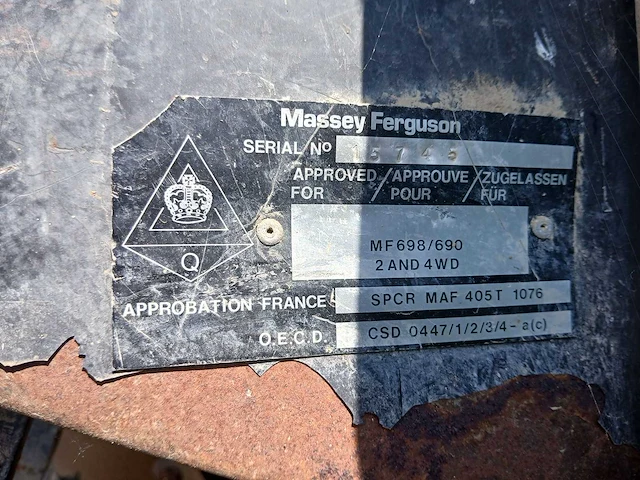 Massey Ferguson
SERIAL No 15745
APPROVED/APPROUVE/ZUGELASSEN
FOR POUR FÜR
MF698/690
2 AND 4WD
Q
APPROBATION FRANCE SPCR MAF 405T 1076
O.E.C.D. CSD 0447/1/2/3/4-a(c)